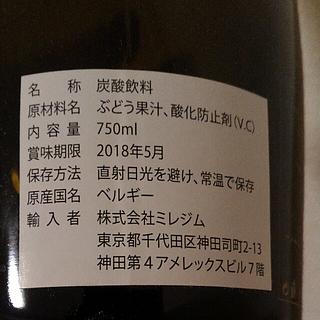 名　　称　炭酸飲料
原材料名　ぶどう果汁、酸化防止剤（V.C）
内 容 量　750ml
賞味期限　2018年5月
保存方法　直射日光を避け、常温で保存
原産国名　ベルギー
輸 入 者　株式会社ミレジム
東京都千代田区神田司町2-13
神田第４アメレックスビル７階